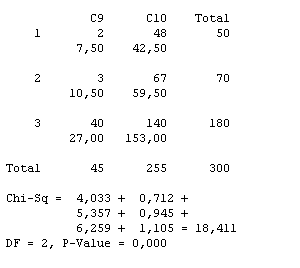 C9 C10 Total
1 2 48 50
7,50 42,50
2 3 67 70
10,50 59,50
3 40 140 180
27,00 153,00
Total 45 255 300
Chi-Sq = 4,033 + 0,712 +
5,357 + 0,945 +
6,259 + 1,105 = 18,411
DF = 2, P-Value = 0,000